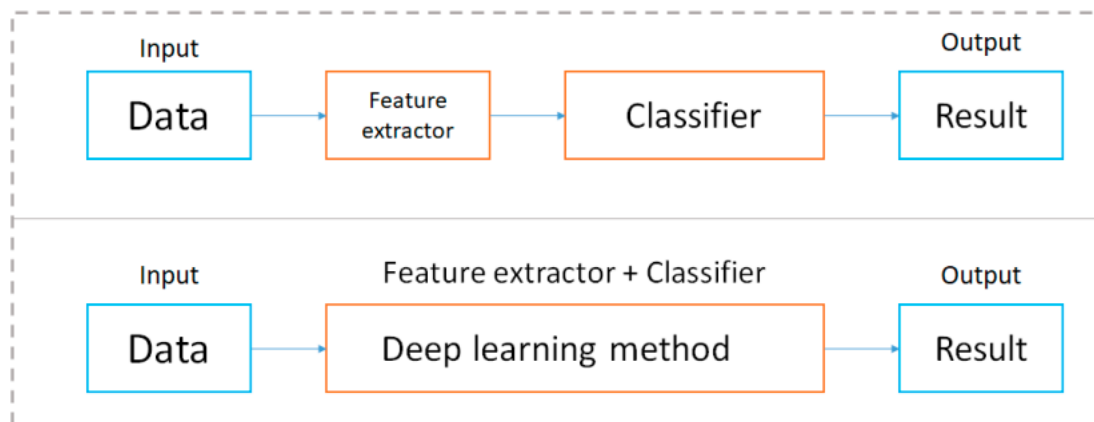 Input
Output
Data
Feature
extractor
Classifier
Result
Input
Feature extractor + Classifier
Output
Data
Deep learning method
Result